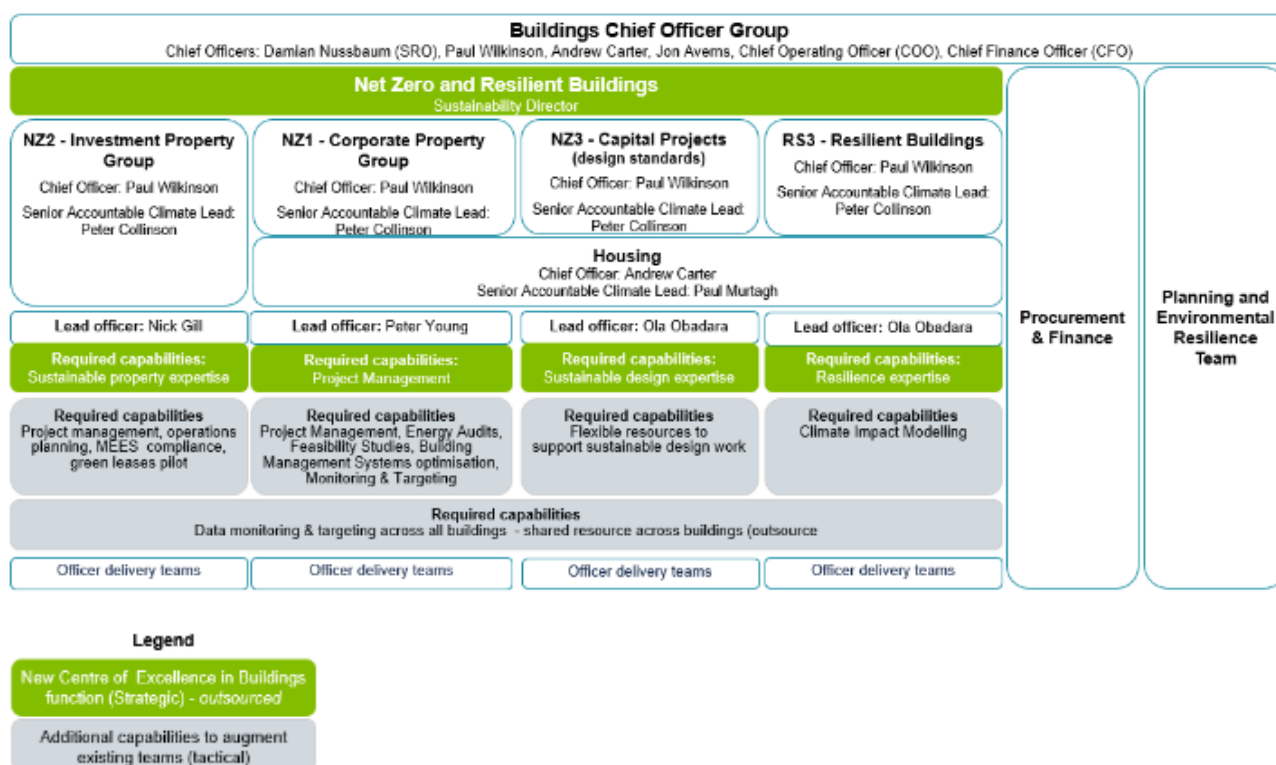 Buildings Chief Officer Group
Chief Officers: Damian Nussbaum (SRO), Paul Wilkinson, Andrew Carter, Jon Averns, Chief Operating Officer (COO), Chief Finance Officer (CFO)
Net Zero and Resilient Buildings
Sustainability Director
NZ2 - Investment Property
Group
Chief Officer: Paul Wilkinson
Senior Accountable Climate Lead:
Peter Collinson
NZ1 - Corporate Property
Group
Chief Officer: Paul Wilkinson
Senior Accountable Climate Lead:
Peter Collinson
NZ3 - Capital Projects
(design standards)
Chief Officer: Paul Wilkinson
Senior Accountable Climate Lead:
Peter Collinson
RS3 - Resilient Buildings
Chief Officer: Paul Wilkinson
Senior Accountable Climate Lead:
Peter Collinson
Housing
Chief Officer: Andrew Carter
Senior Accountable Climate Lead: Paul Murtagh
Procurement
& Finance
Planning and
Environmental
Resilience
Team
Lead officer: Nick Gill
Lead officer: Peter Young
Lead officer: Ola Obadara
Lead officer: Ola Obadara
Required capabilities:
Sustainable property expertise
Required capabilities:
Project Management
Required capabilities:
Sustainable design expertise
Required capabilities:
Resilience expertise
Required capabilities
Project management, operations
planning, MEES compliance,
green leases pilot
Required capabilities
Project Management, Energy Audits,
Feasibility Studies, Building
Management Systems optimisation,
Monitoring & Targeting
Required capabilities
Flexible resources to
support sustainable design work
Required capabilities
Climate Impact Modelling
Required capabilities
Data monitoring & targeting across all buildings - shared resource across buildings (outsource
Officer delivery teams
Officer delivery teams
Officer delivery teams
Officer delivery teams
Legend
New Centre of Excellence in Buildings
function (Strategic) - outsourced
Additional capabilities to augment
existing teams (tactical)